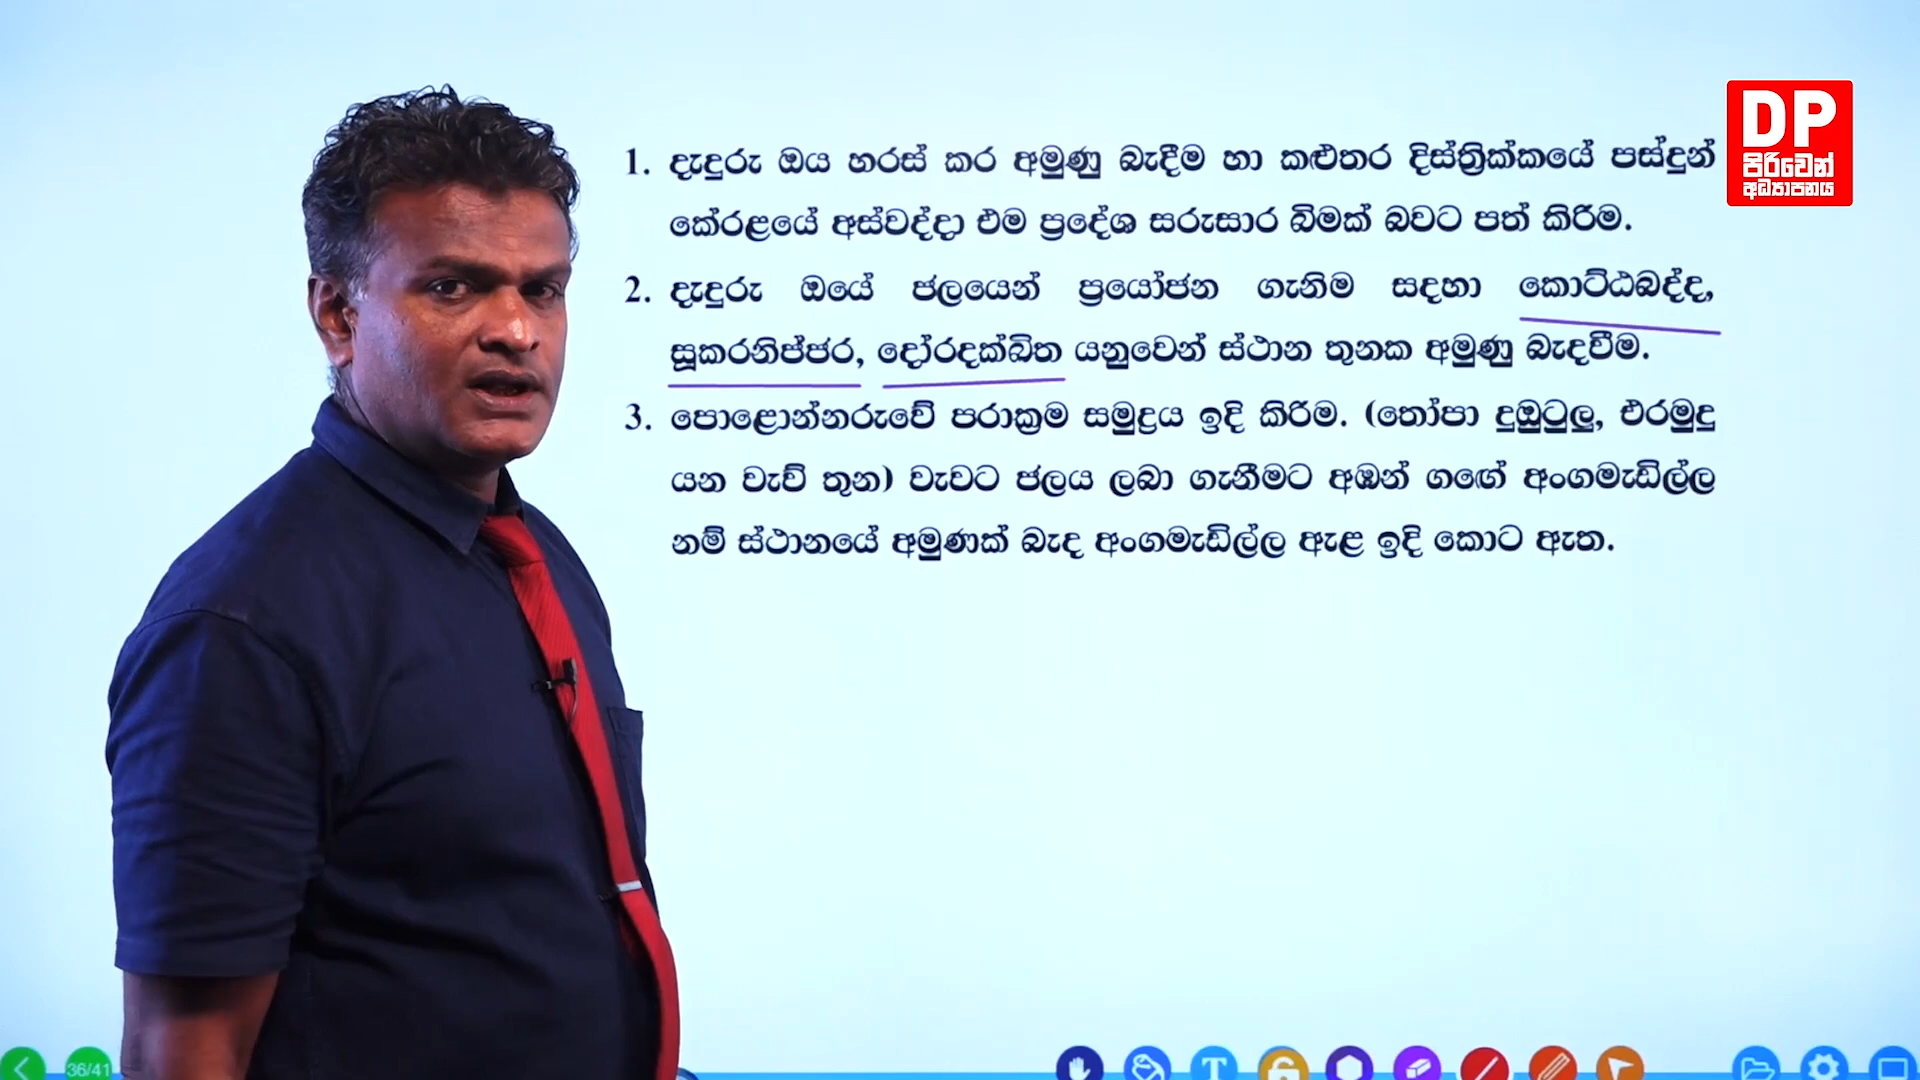 DP
පිරිවෙන්
අධ්‍යාපනය
1. දැදුරු ඔය හරස් කර අමුණු බැදීම හා කළුතර දිස්ත්‍රික්කයේ පස්දුන්
කේරළයේ අස්වද්දා එම ප්‍රදේශ සරුසාර බිමක් බවට පත් කිරීම.
2. දැදුරු ඔයේ ජලයෙන් ප්‍රයෝජන ගැනිම සදහා කොට්ඨබද්ද,
සූකරනිජ්ජර, දෝරදක්ඛිත යනුවෙන් ස්ථාන තුනක අමුණු බැදවීම.
3. පොළොන්නරුවේ පරාක්‍රම සමුද්‍රය ඉදි කිරීම. (තෝපා දුඹුටුලු, එරමුදු
යන වැව් තුන) වැවට ජලය ලබා ගැනීමට අඹන් ගඟේ අංගමැඩිල්ල
නම් ස්ථානයේ අමුණක් බැද අංගමැඩිල්ල ඇළ ඉදි කොට ඇත.
36/41